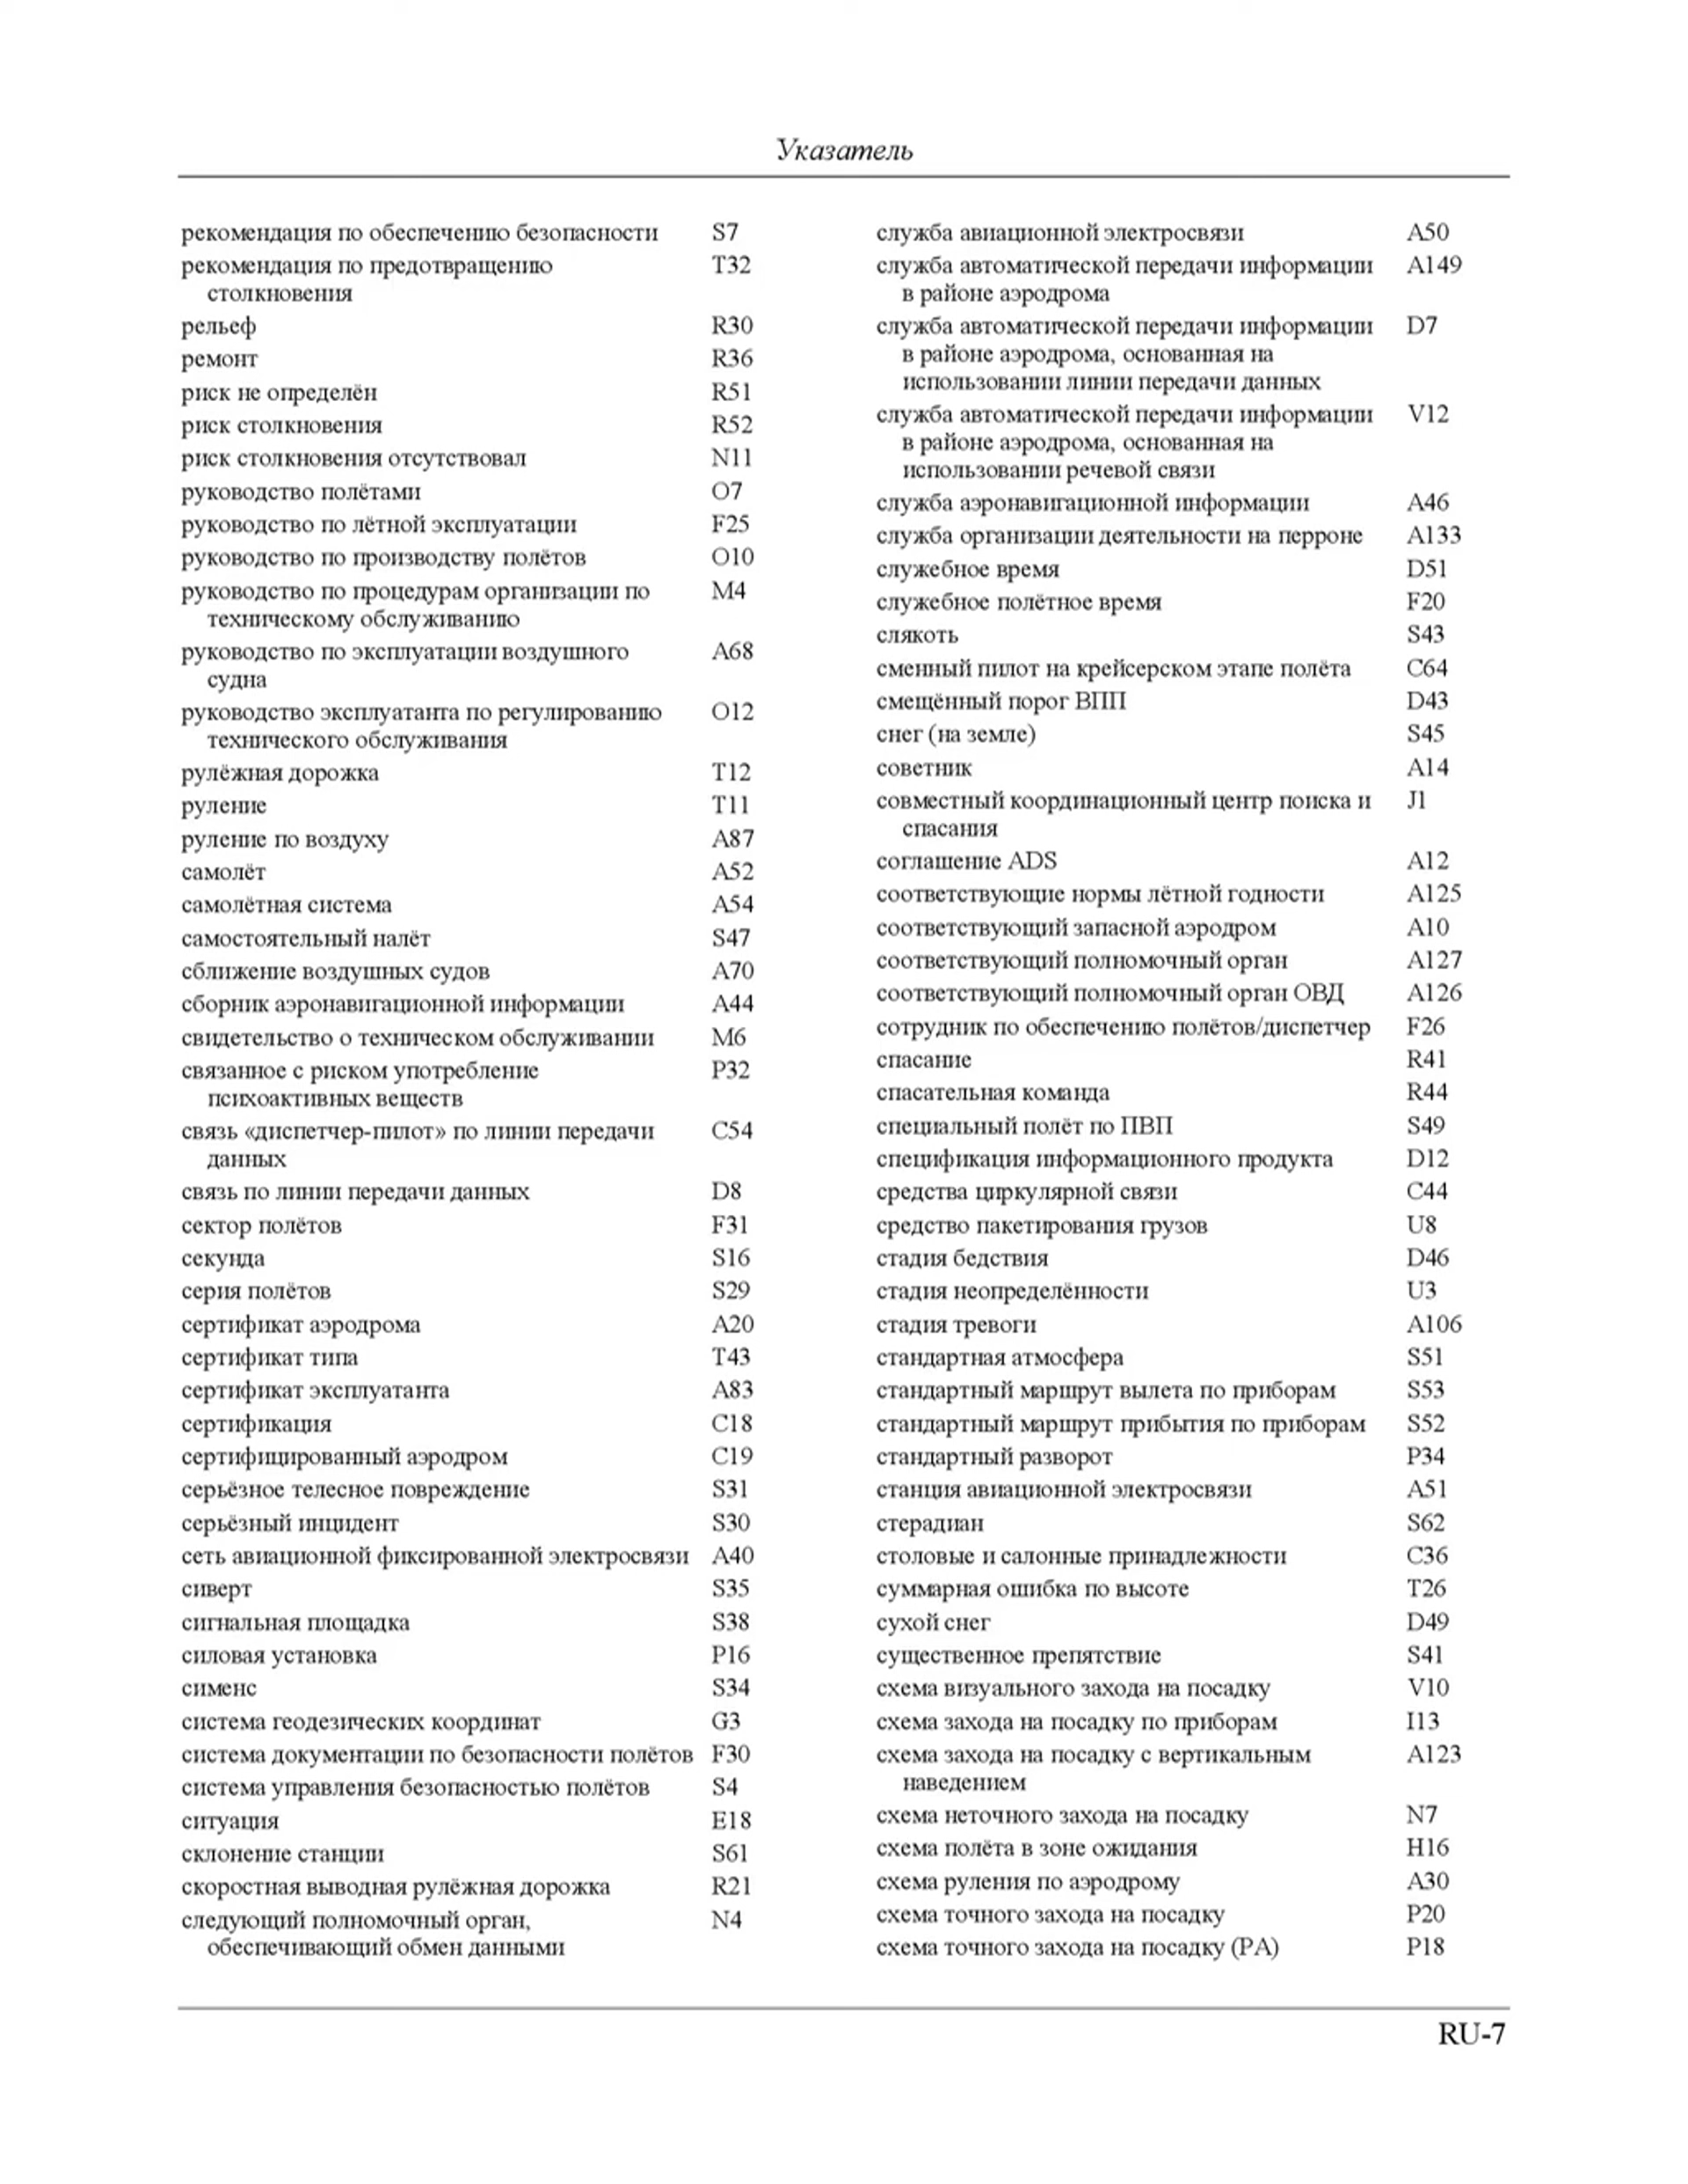 Указатель
рекомендация по обеспечению безопасности S7
рекомендация по предотвращению T32
столкновения
рельеф R30
ремонт R36
риск не определён R51
риск столкновения R52
риск столкновения отсутствовал N11
руководство полётами O7
руководство по лётной эксплуатации F25
руководство по производству полётов O10
руководство по процедурам организации по M4
техническому обслуживанию
руководство по эксплуатации воздушного A68
судна
руководство эксплуатанта по регулированию O12
технического обслуживания
рулёжная дорожка T12
руление T11
руление по воздуху A87
самолёт A52
самолётная система A54
самостоятельный налёт S47
сближение воздушных судов A70
сборник аэронавигационной информации A44
свидетельство о техническом обслуживании M6
связанное с риском употребление P32
психоактивных веществ
связь «диспетчер-пилот» по линии передачи C54
данных
связь по линии передачи данных D8
сектор полётов F31
секунда S16
серия полётов S29
сертификат аэродрома A20
сертификат типа T43
сертификат эксплуатанта A83
сертификация C18
сертифицированный аэродром C19
серьёзное телесное повреждение S31
серьёзный инцидент S30
сеть авиационной фиксированной электросвязи A40
сиверт S35
сигнальная площадка S38
силовая установка P16
сименс S34
система геодезических координат G3
система документации по безопасности полётов F30
система управления безопасностью полётов S4
ситуация E18
склонение станции S61
скоростная выводная рулёжная дорожка R21
следующий полномочный орган, N4
обеспечивающий обмен данными
служба авиационной электросвязи A50
служба автоматической передачи информации A149
в районе аэродрома
служба автоматической передачи информации D7
в районе аэродрома, основанная на
использовании линии передачи данных
служба автоматической передачи информации V12
в районе аэродрома, основанная на
использовании речевой связи
служба аэронавигационной информации A46
служба организации деятельности на перроне A133
служебное время D51
служебное полётное время F20
слякоть S43
сменный пилот на крейсерском этапе полёта C64
смещённый порог ВПП D43
снег (на земле) S45
советник A14
совместный координационный центр поиска и J1
спасания
соглашение ADS A12
соответствующие нормы лётной годности A125
соответствующий запасной аэродром A10
соответствующий полномочный орган A127
соответствующий полномочный орган ОВД A126
сотрудник по обеспечению полётов/диспетчер F26
спасание R41
спасательная команда R44
специальный полёт по ПВП S49
спецификация информационного продукта D12
средства циркулярной связи C44
средство пакетирования грузов U8
стадия бедствия D46
стадия неопределённости U3
стадия тревоги A106
стандартная атмосфера S51
стандартный маршрут вылета по приборам S53
стандартный маршрут прибытия по приборам S52
стандартный разворот P34
станция авиационной электросвязи A51
стерадиан S62
столовые и салонные принадлежности C36
суммарная ошибка по высоте T26
сухой снег D49
существенное препятствие S41
схема визуального захода на посадку V10
схема захода на посадку по приборам I13
схема захода на посадку с вертикальным A123
наведением
схема неточного захода на посадку N7
схема полёта в зоне ожидания H16
схема руления по аэродрому A30
схема точного захода на посадку P20
схема точного захода на посадку (PA) P18
RU-7